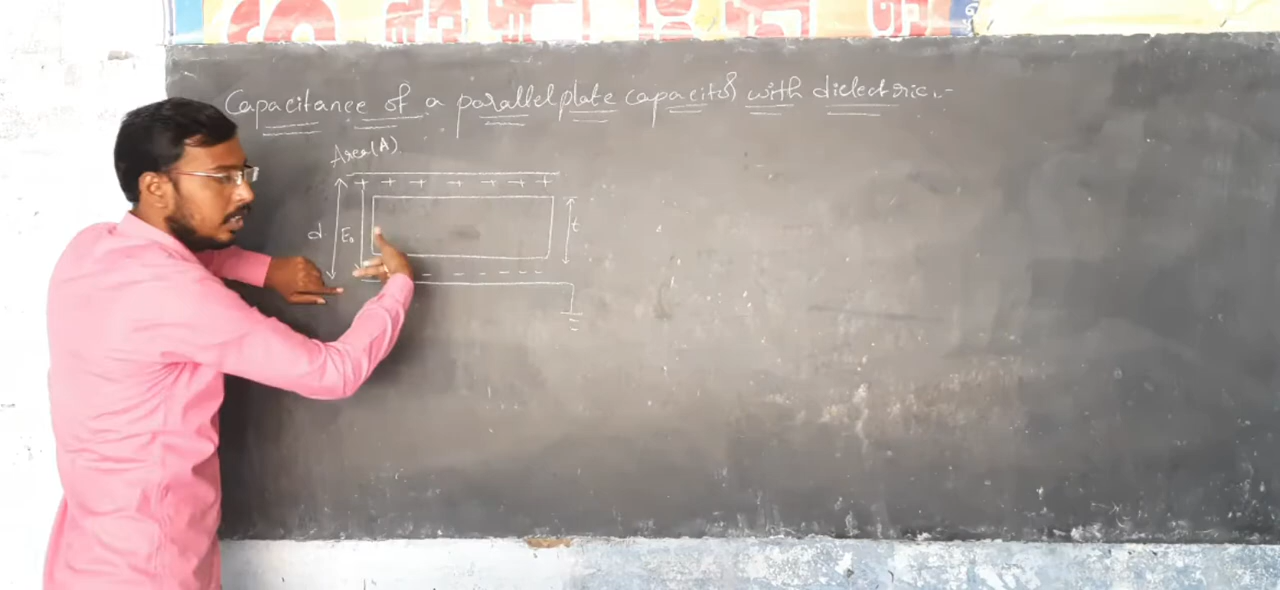 Capacitance of a parallel plate capacitor with dielectric:-
Area(A)
+ + + + + + +
d
E₀
t
- - - - - -